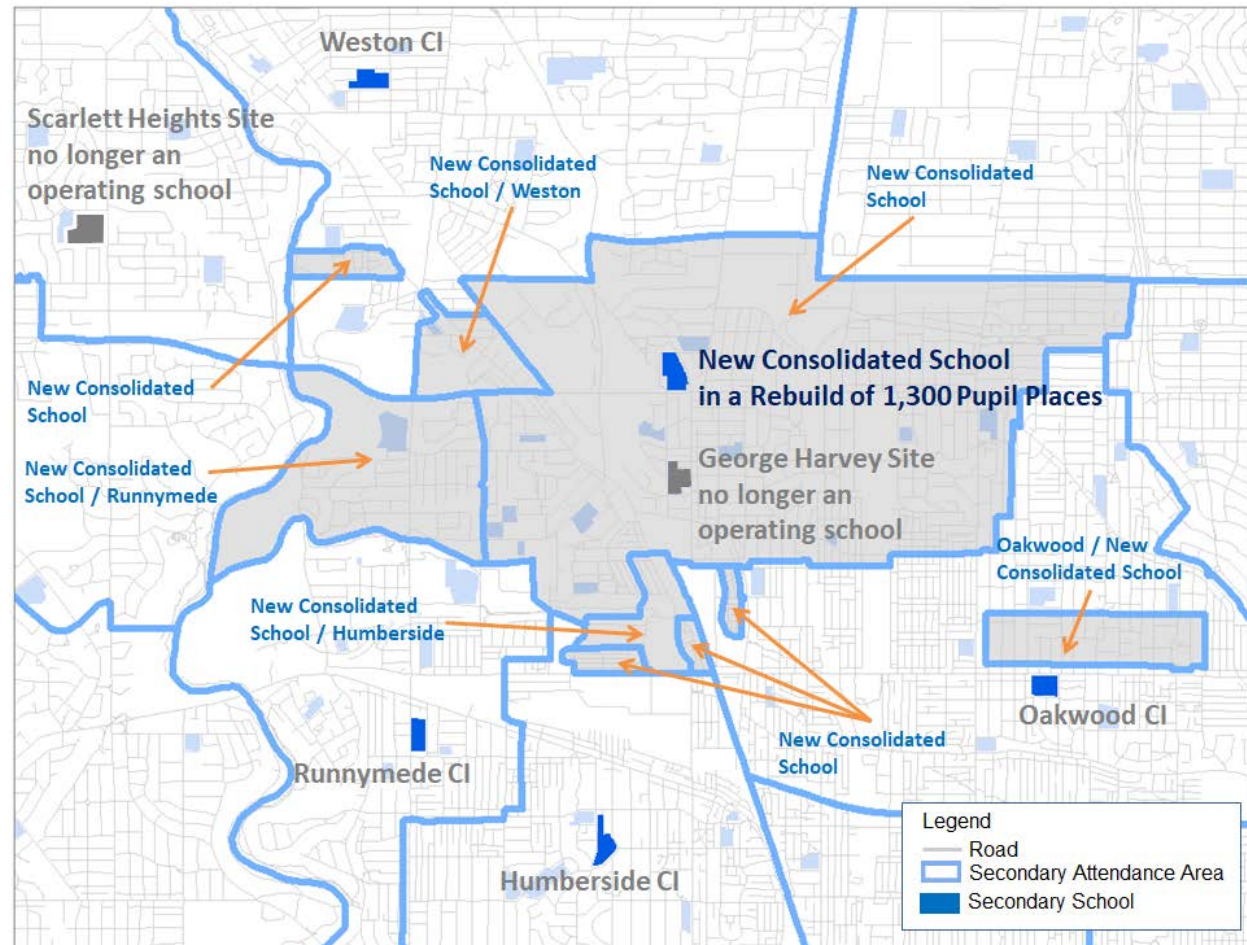 Weston CI
Scarlett Heights Site
no longer an
operating school
New Consolidated
School / Weston
New Consolidated
School
New Consolidated School
in a Rebuild of 1,300 Pupil Places
New Consolidated
School
New Consolidated
School / Runnymede
George Harvey Site
no longer an
operating school
Oakwood / New
Consolidated School
New Consolidated
School / Humberside
Oakwood CI
New Consolidated
School
Runnymede CI
Humberside CI
Legend
Road
Secondary Attendance Area
Secondary School